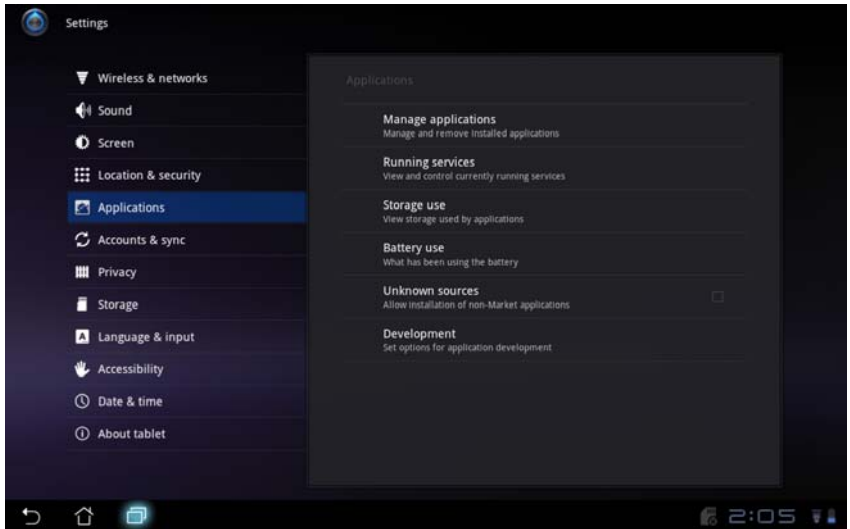 Settings
Wireless & networks
Sound
Screen
Location & security
Applications
Accounts & sync
Privacy
Storage
Language & input
Accessibility
Date & time
About tablet
Applications
Manage applications
Manage and remove installed applications
Running services
View and control currently running services
Storage use
View storage used by applications
Battery use
What has been using the battery
Unknown sources
Allow installation of non-Market applications
Development
Set options for application development
2:05